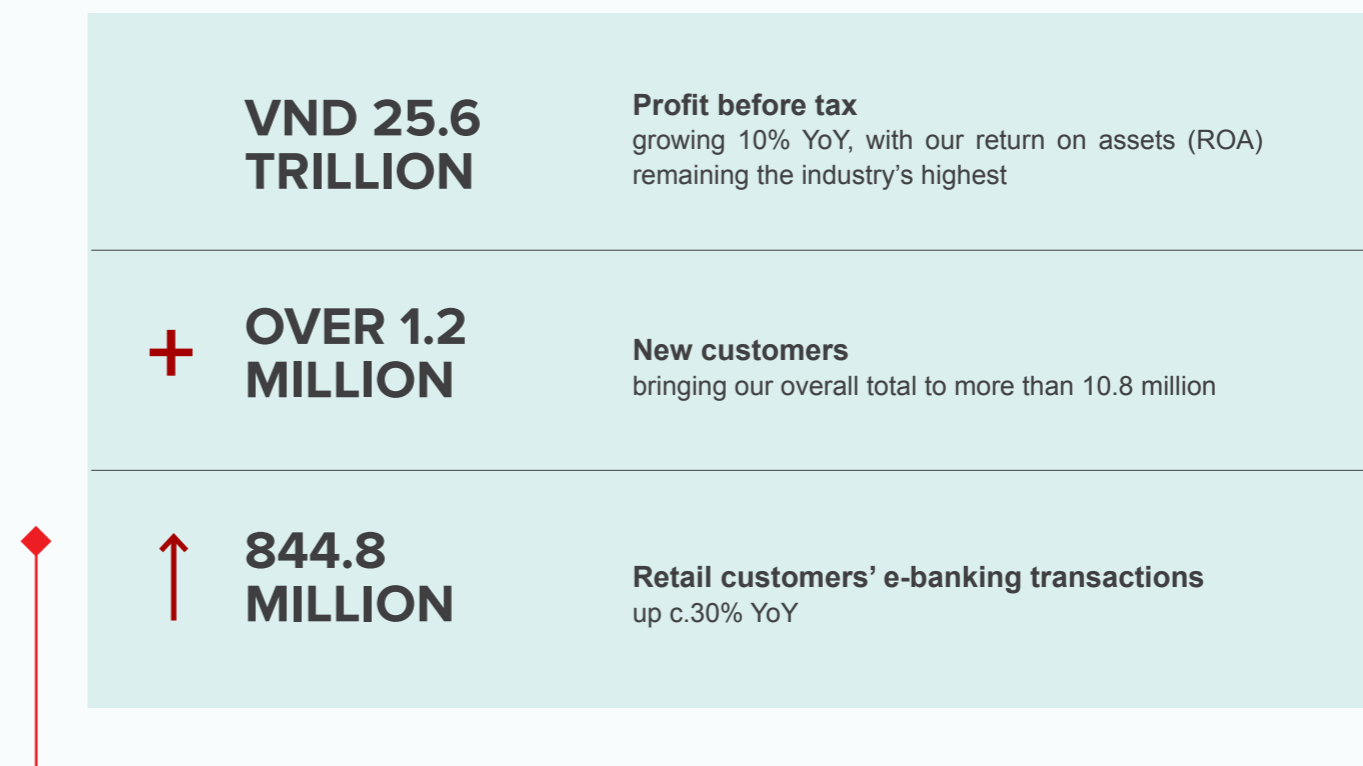 VND 25.6
TRILLION
Profit before tax
growing 10% YoY, with our return on assets (ROA)
remaining the industry’s highest
+
OVER 1.2
MILLION
New customers
bringing our overall total to more than 10.8 million
↑
844.8
MILLION
Retail customers’ e-banking transactions
up c.30% YoY